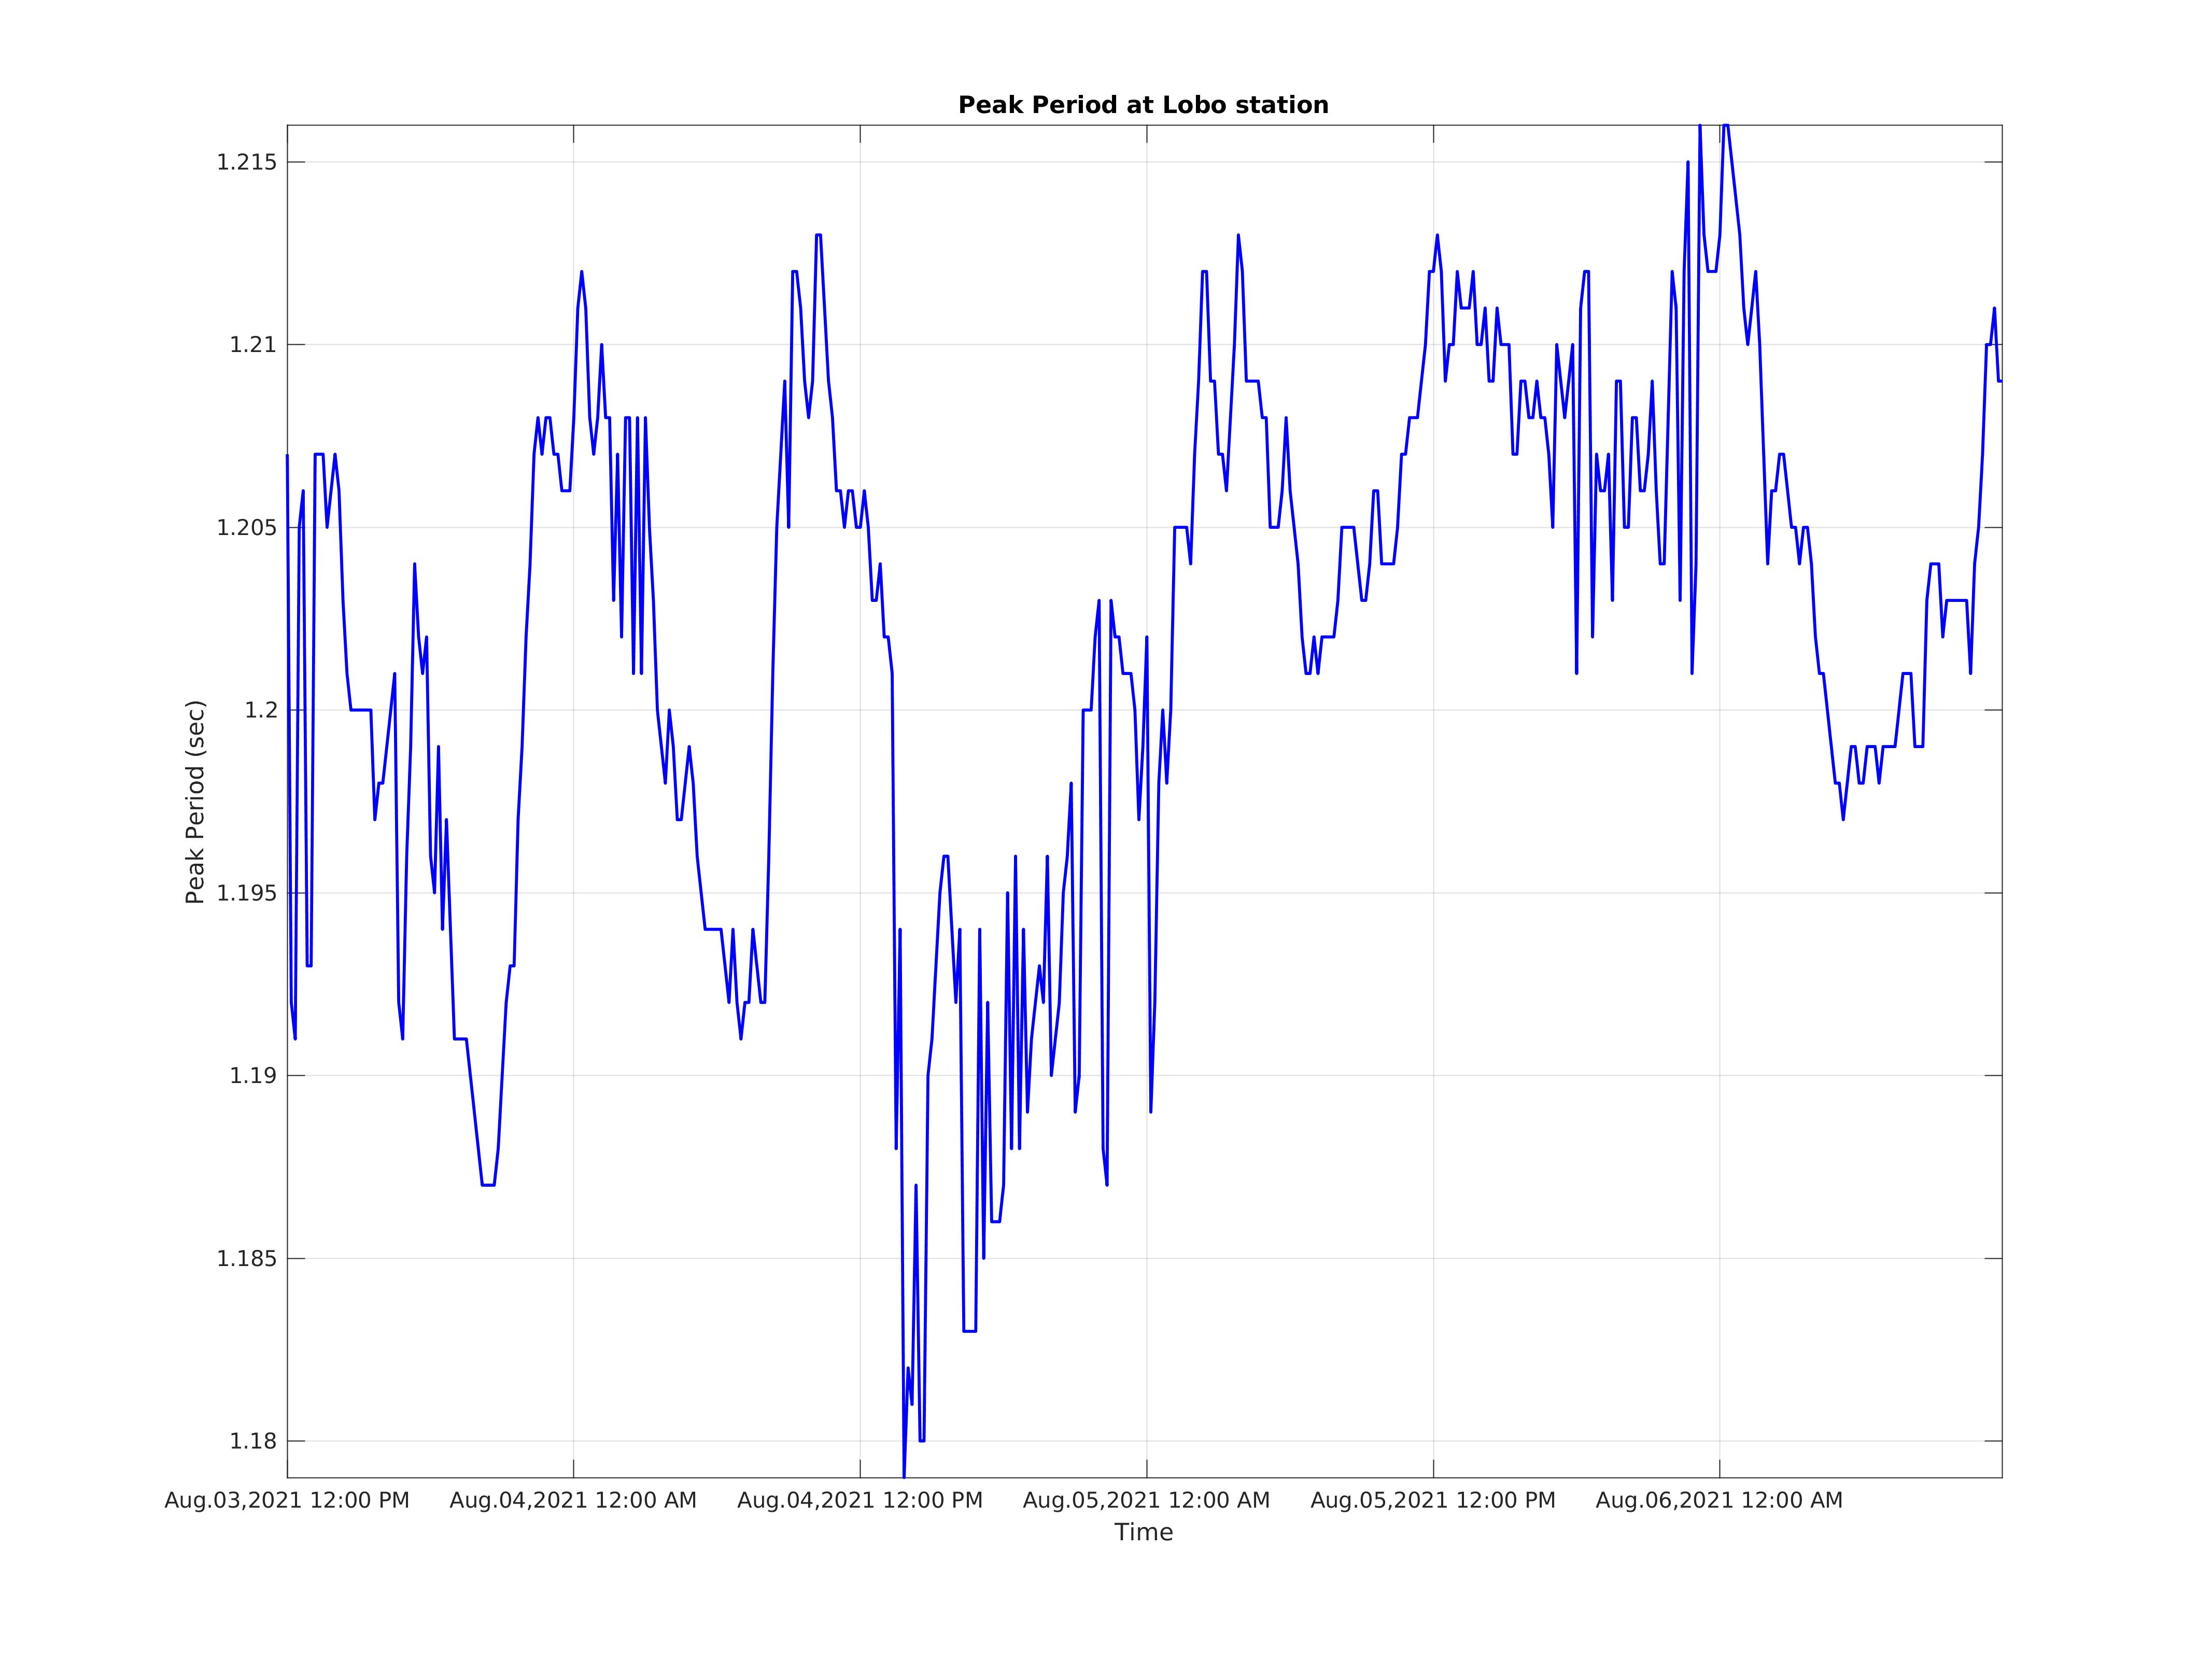 Peak Period at Lobo station
Peak Period (sec)
1.215
1.21
1.205
1.2
1.195
1.19
1.185
1.18
Aug.03,2021 12:00 PM Aug.04,2021 12:00 AM Aug.04,2021 12:00 PM Aug.05,2021 12:00 AM Aug.05,2021 12:00 PM Aug.06,2021 12:00 AM
Time